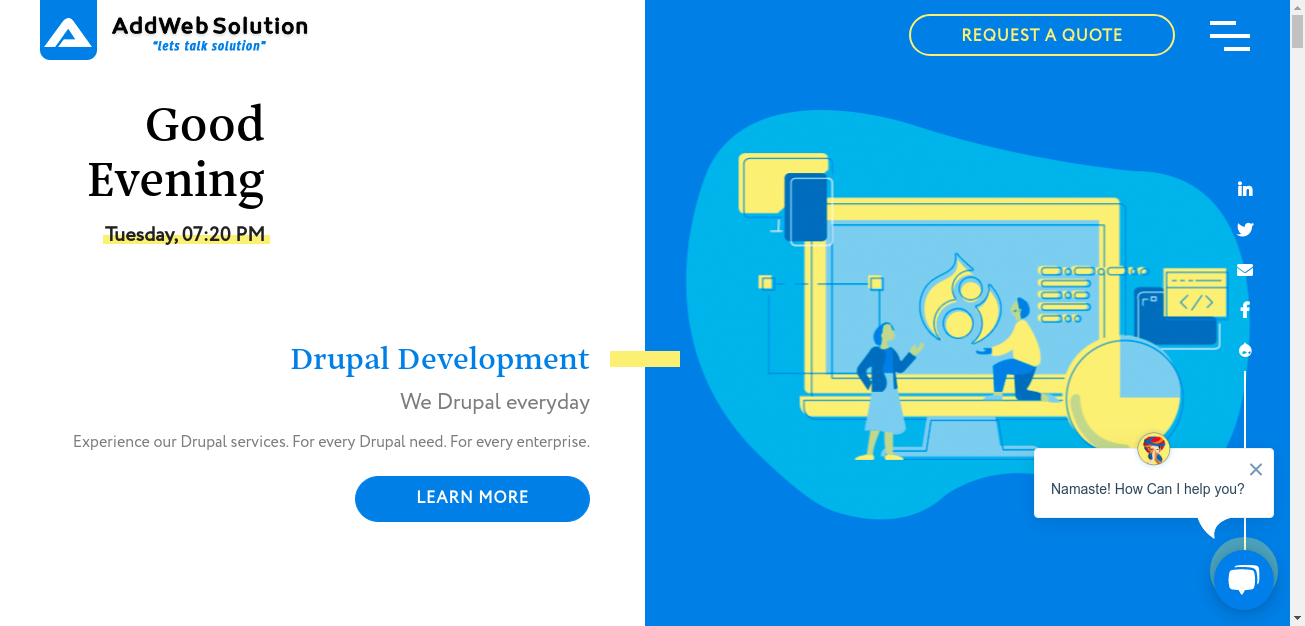 AddWeb Solution
"lets talk solution"
REQUEST A QUOTE
Good
Evening
Tuesday, 07:20 PM
Drupal Development
We Drupal everyday
Experience our Drupal services. For every Drupal need. For every enterprise.
LEARN MORE
Namaste! How Can I help you?